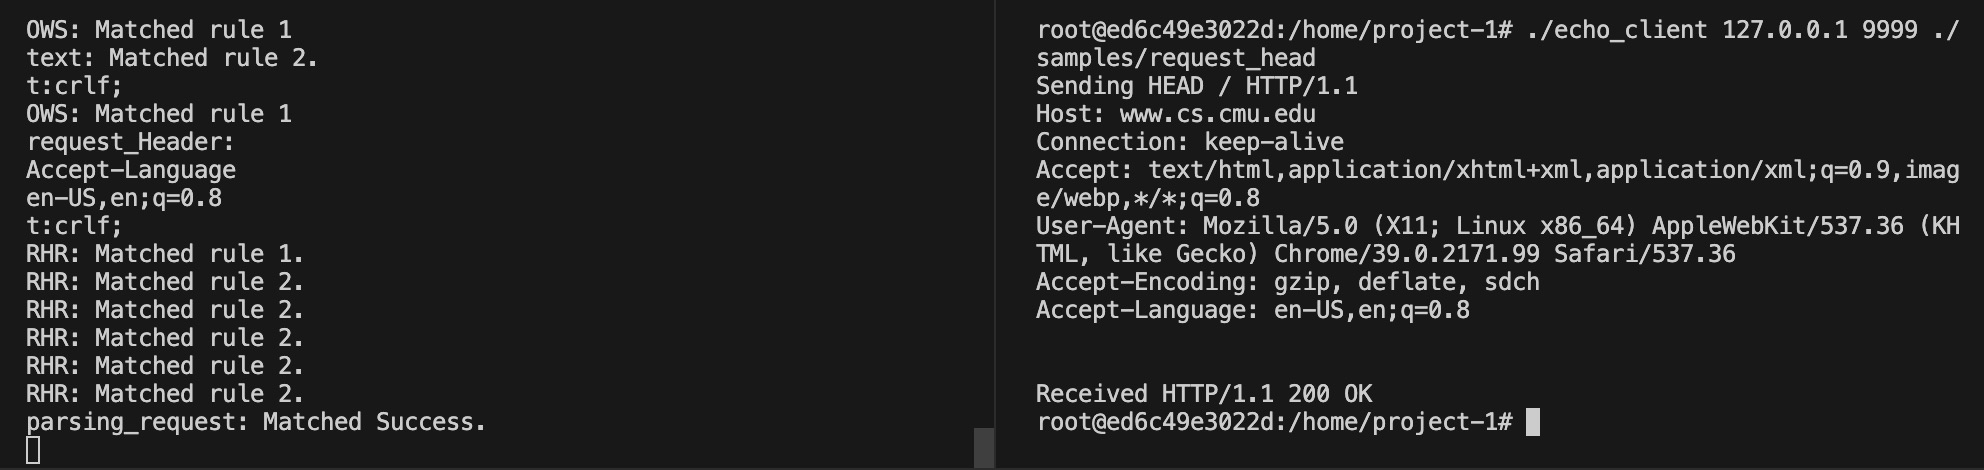 OWS: Matched rule 1
text: Matched rule 2.
t:crlf;
OWS: Matched rule 1
request_Header:
Accept-Language
en-US,en;q=0.8
t:crlf;
RHR: Matched rule 1.
RHR: Matched rule 2.
RHR: Matched rule 2.
RHR: Matched rule 2.
RHR: Matched rule 2.
RHR: Matched rule 2.
parsing_request: Matched Success.
root@ed6c49e3022d:/home/project-1# ./echo_client 127.0.0.1 9999 ./
samples/request_head
Sending HEAD / HTTP/1.1
Host: www.cs.cmu.edu
Connection: keep-alive
Accept: text/html,application/xhtml+xml,application/xml;q=0.9,imag
e/webp,*/*;q=0.8
User-Agent: Mozilla/5.0 (X11; Linux x86_64) AppleWebKit/537.36 (KH
TML, like Gecko) Chrome/39.0.2171.99 Safari/537.36
Accept-Encoding: gzip, deflate, sdch
Accept-Language: en-US,en;q=0.8
Received HTTP/1.1 200 OK
root@ed6c49e3022d:/home/project-1#